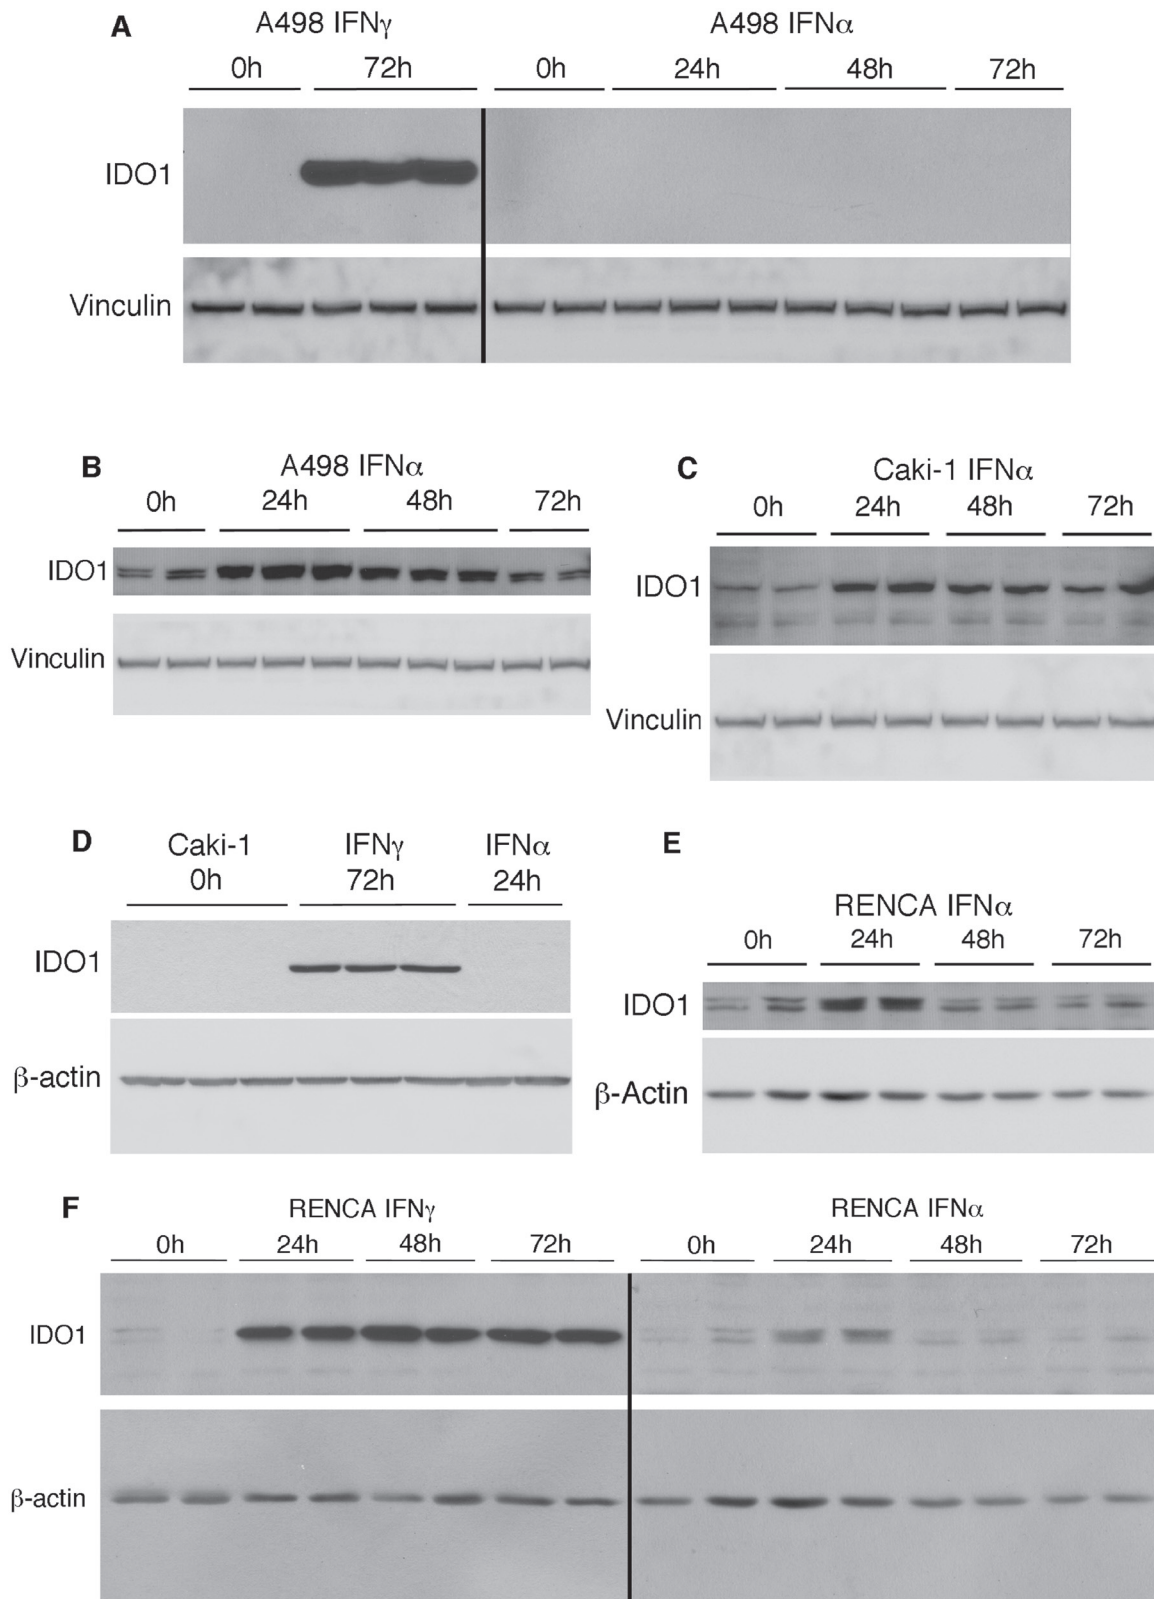 A
A498 IFNγ
A498 IFNα
0h 72h 0h 24h 48h 72h
IDO1
Vinculin
B
A498 IFNα
0h 24h 48h 72h
IDO1
Vinculin
C
Caki-1 IFNα
0h 24h 48h 72h
IDO1
Vinculin
D
Caki-1 IFNγ IFNα
0h 72h 24h
IDO1
β-actin
E
RENCA IFNα
0h 24h 48h 72h
IDO1
β-Actin
F
RENCA IFNγ
RENCA IFNα
0h 24h 48h 72h 0h 24h 48h 72h
IDO1
β-actin